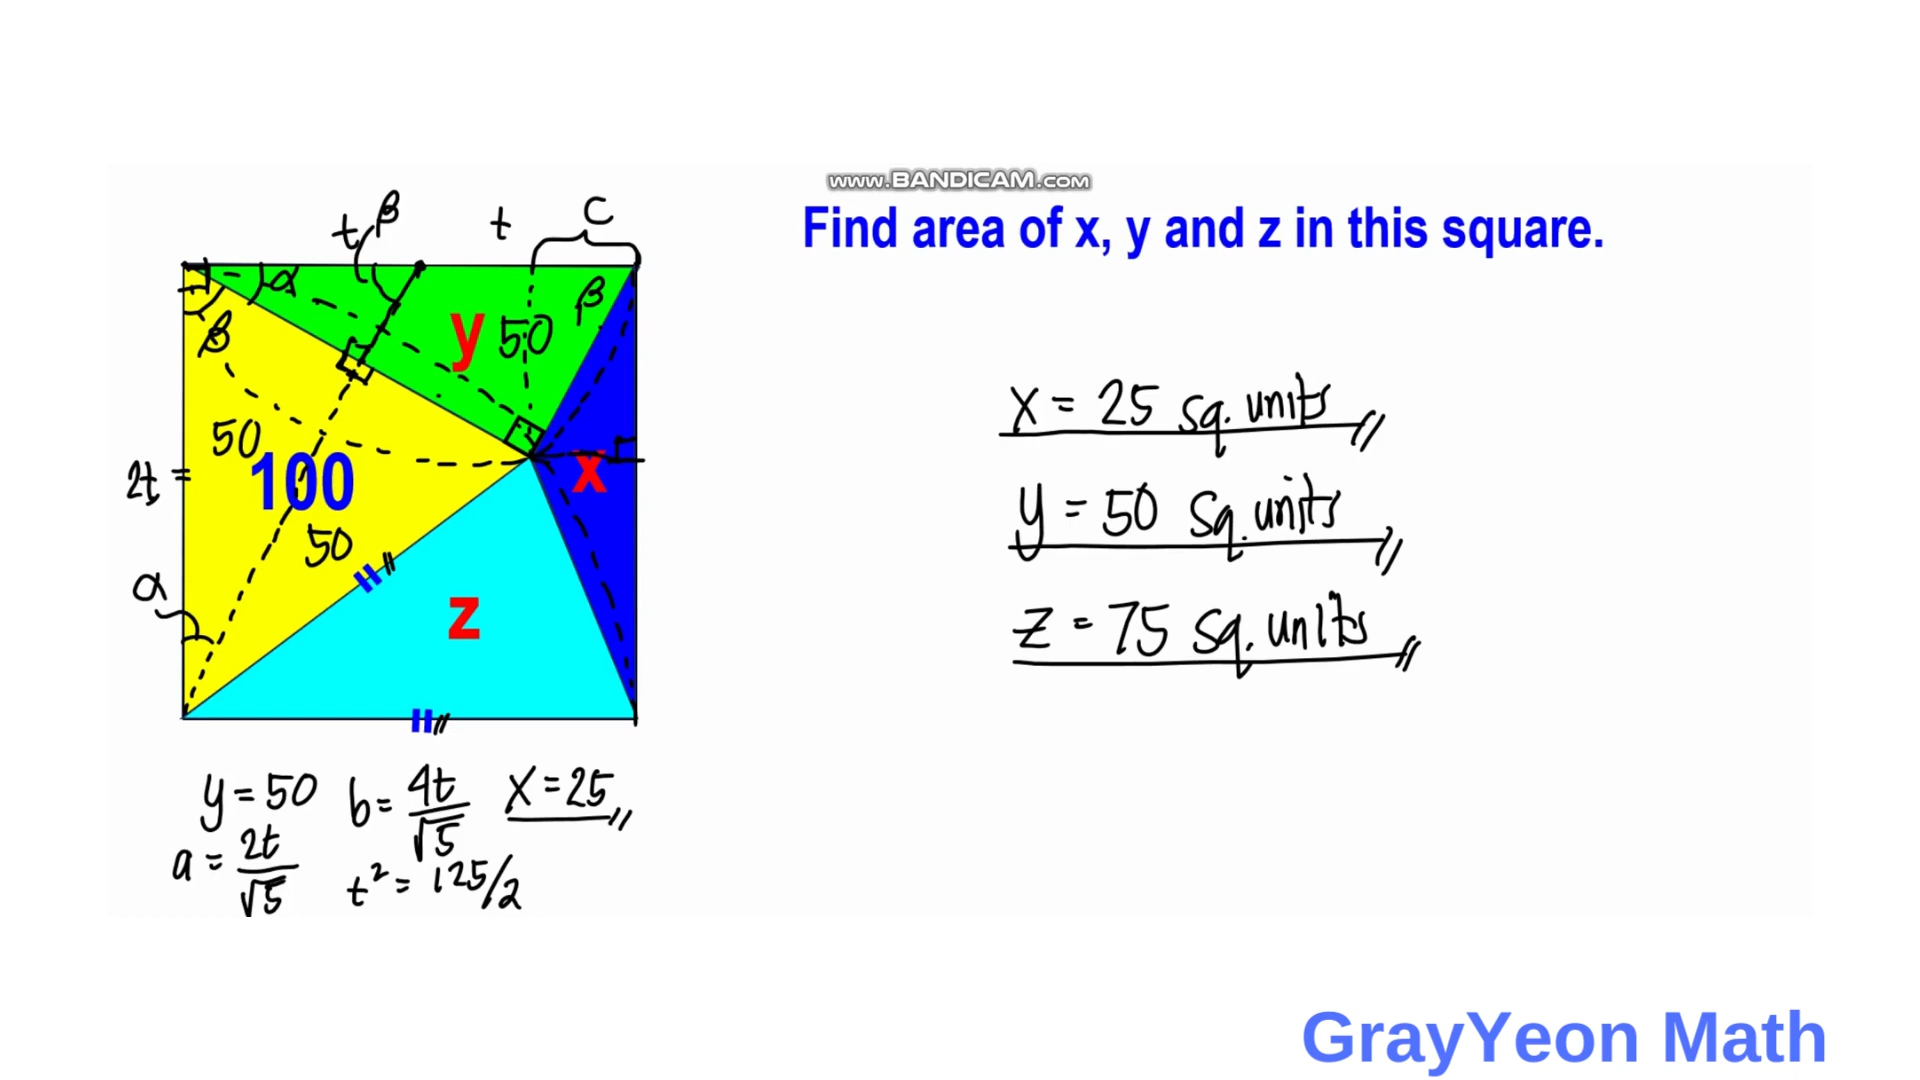 www.BANDICAM.com
Find area of x, y and z in this square.
t β t C
α β
β y 50
50
100 x
2t
50
α
z
x = 25 sq. units
y = 50 sq. units
z = 75 sq. units
y = 50 b = 4t/√5 x = 25
a = 2t/√5 t² = 125/2
GrayYeon Math